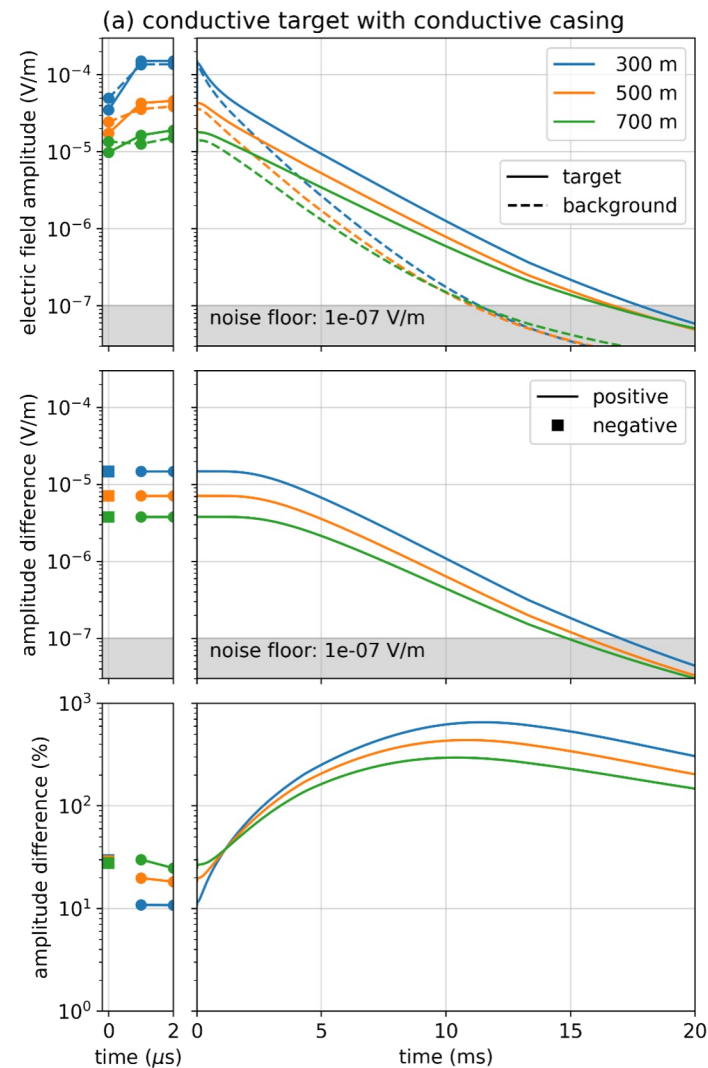 (a) conductive target with conductive casing
electric field amplitude (V/m)
10⁻⁴
10⁻⁵
10⁻⁶
10⁻⁷
300 m
500 m
700 m
target
background
noise floor: 1e-07 V/m
amplitude difference (V/m)
10⁻⁴
10⁻⁵
10⁻⁶
10⁻⁷
positive
negative
noise floor: 1e-07 V/m
amplitude difference (%)
10³
10²
10¹
10⁰
0 2
0 5 10 15 20
time (μs)
time (ms)